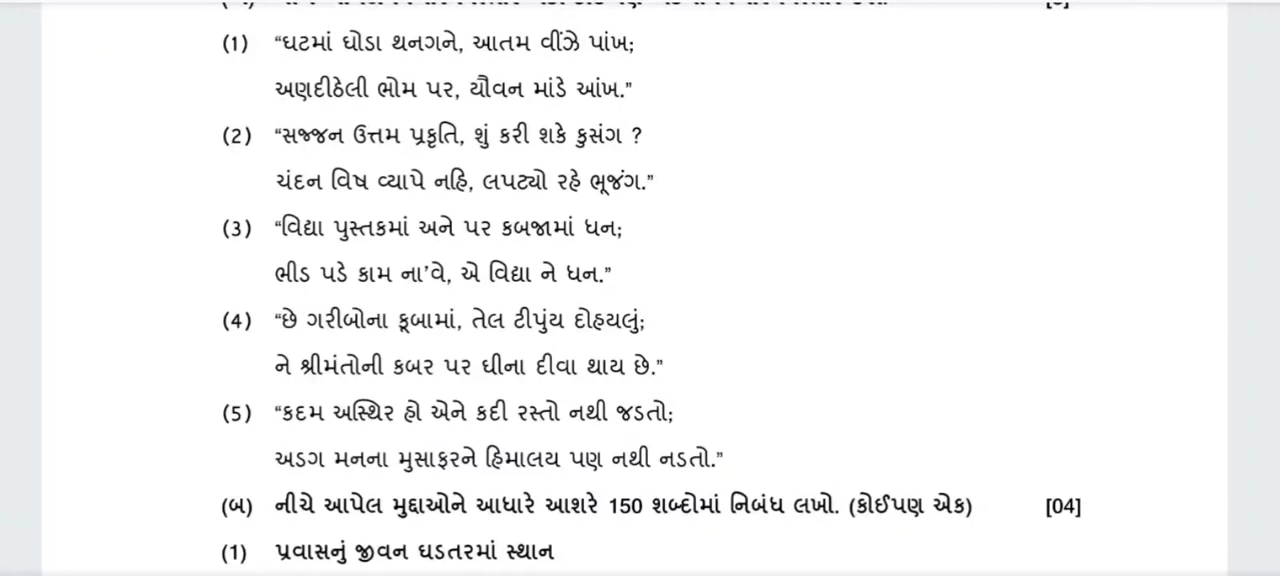 (1) “ઘટમાં ઘોડા થનગને, આતમ વીંઝે પાંખ;
અણદીઠેલી ભોમ પર, યૌવન માંડે આંખ.”
(2) “સજ્જન ઉત્તમ પ્રકૃતિ, શું કરી શકે કુસંગ ?
ચંદન વિષ વ્યાપે નહિ, લપટ્યો રહે ભૂજંગ.”
(3) “વિદ્યા પુસ્તકમાં અને પર કબજામાં ધન;
ભીડ પડે કામ ના’વે, એ વિદ્યા ને ધન.”
(4) “છે ગરીબોના કૂબામાં, તેલ ટીપુંય દોહ્યલું;
ને શ્રીમંતોની કબર પર ઘીના દીવા થાય છે.”
(5) “કદમ અસ્થિર હો એને કદી રસ્તો નથી જડતો;
અડગ મનના મુસાફરને હિમાલય પણ નથી નડતો.”
(બ) નીચે આપેલ મુદ્દાઓને આધારે આશરે 150 શબ્દોમાં નિબંધ લખો. (કોઈપણ એક) [04]
(1) પ્રવાસનું જીવન ઘડતરમાં સ્થાન